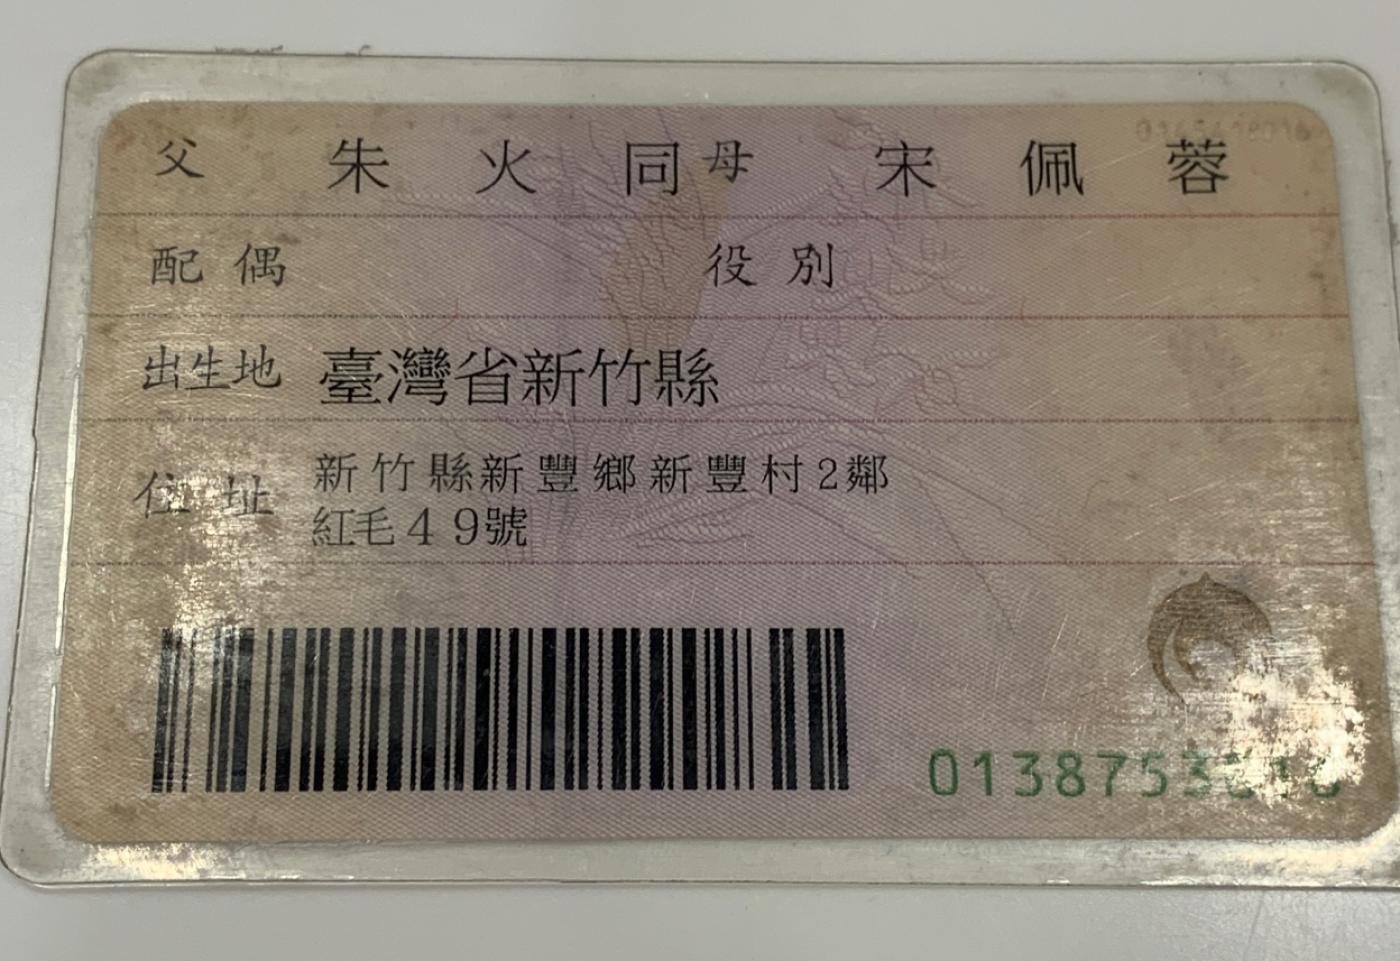 父 朱火同 母 宋佩蓉
配偶 役別
出生地 臺灣省新竹縣
住址 新竹縣新豐鄉新豐村2鄰
紅毛49號